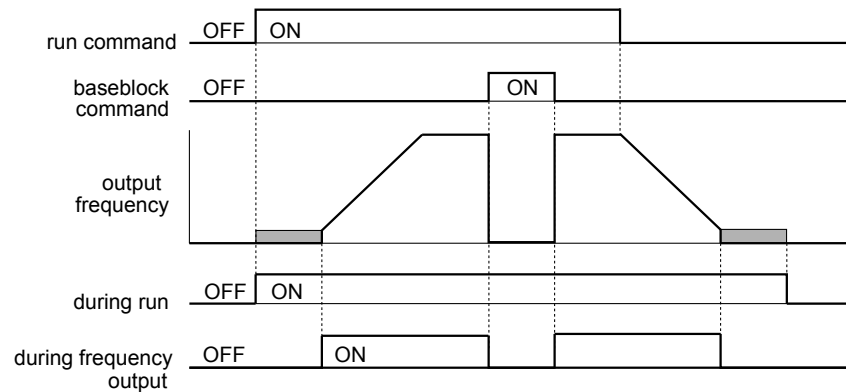 run command
OFF
ON
baseblock
command
OFF
ON
output
frequency
during run
OFF
ON
during frequency
output
OFF
ON